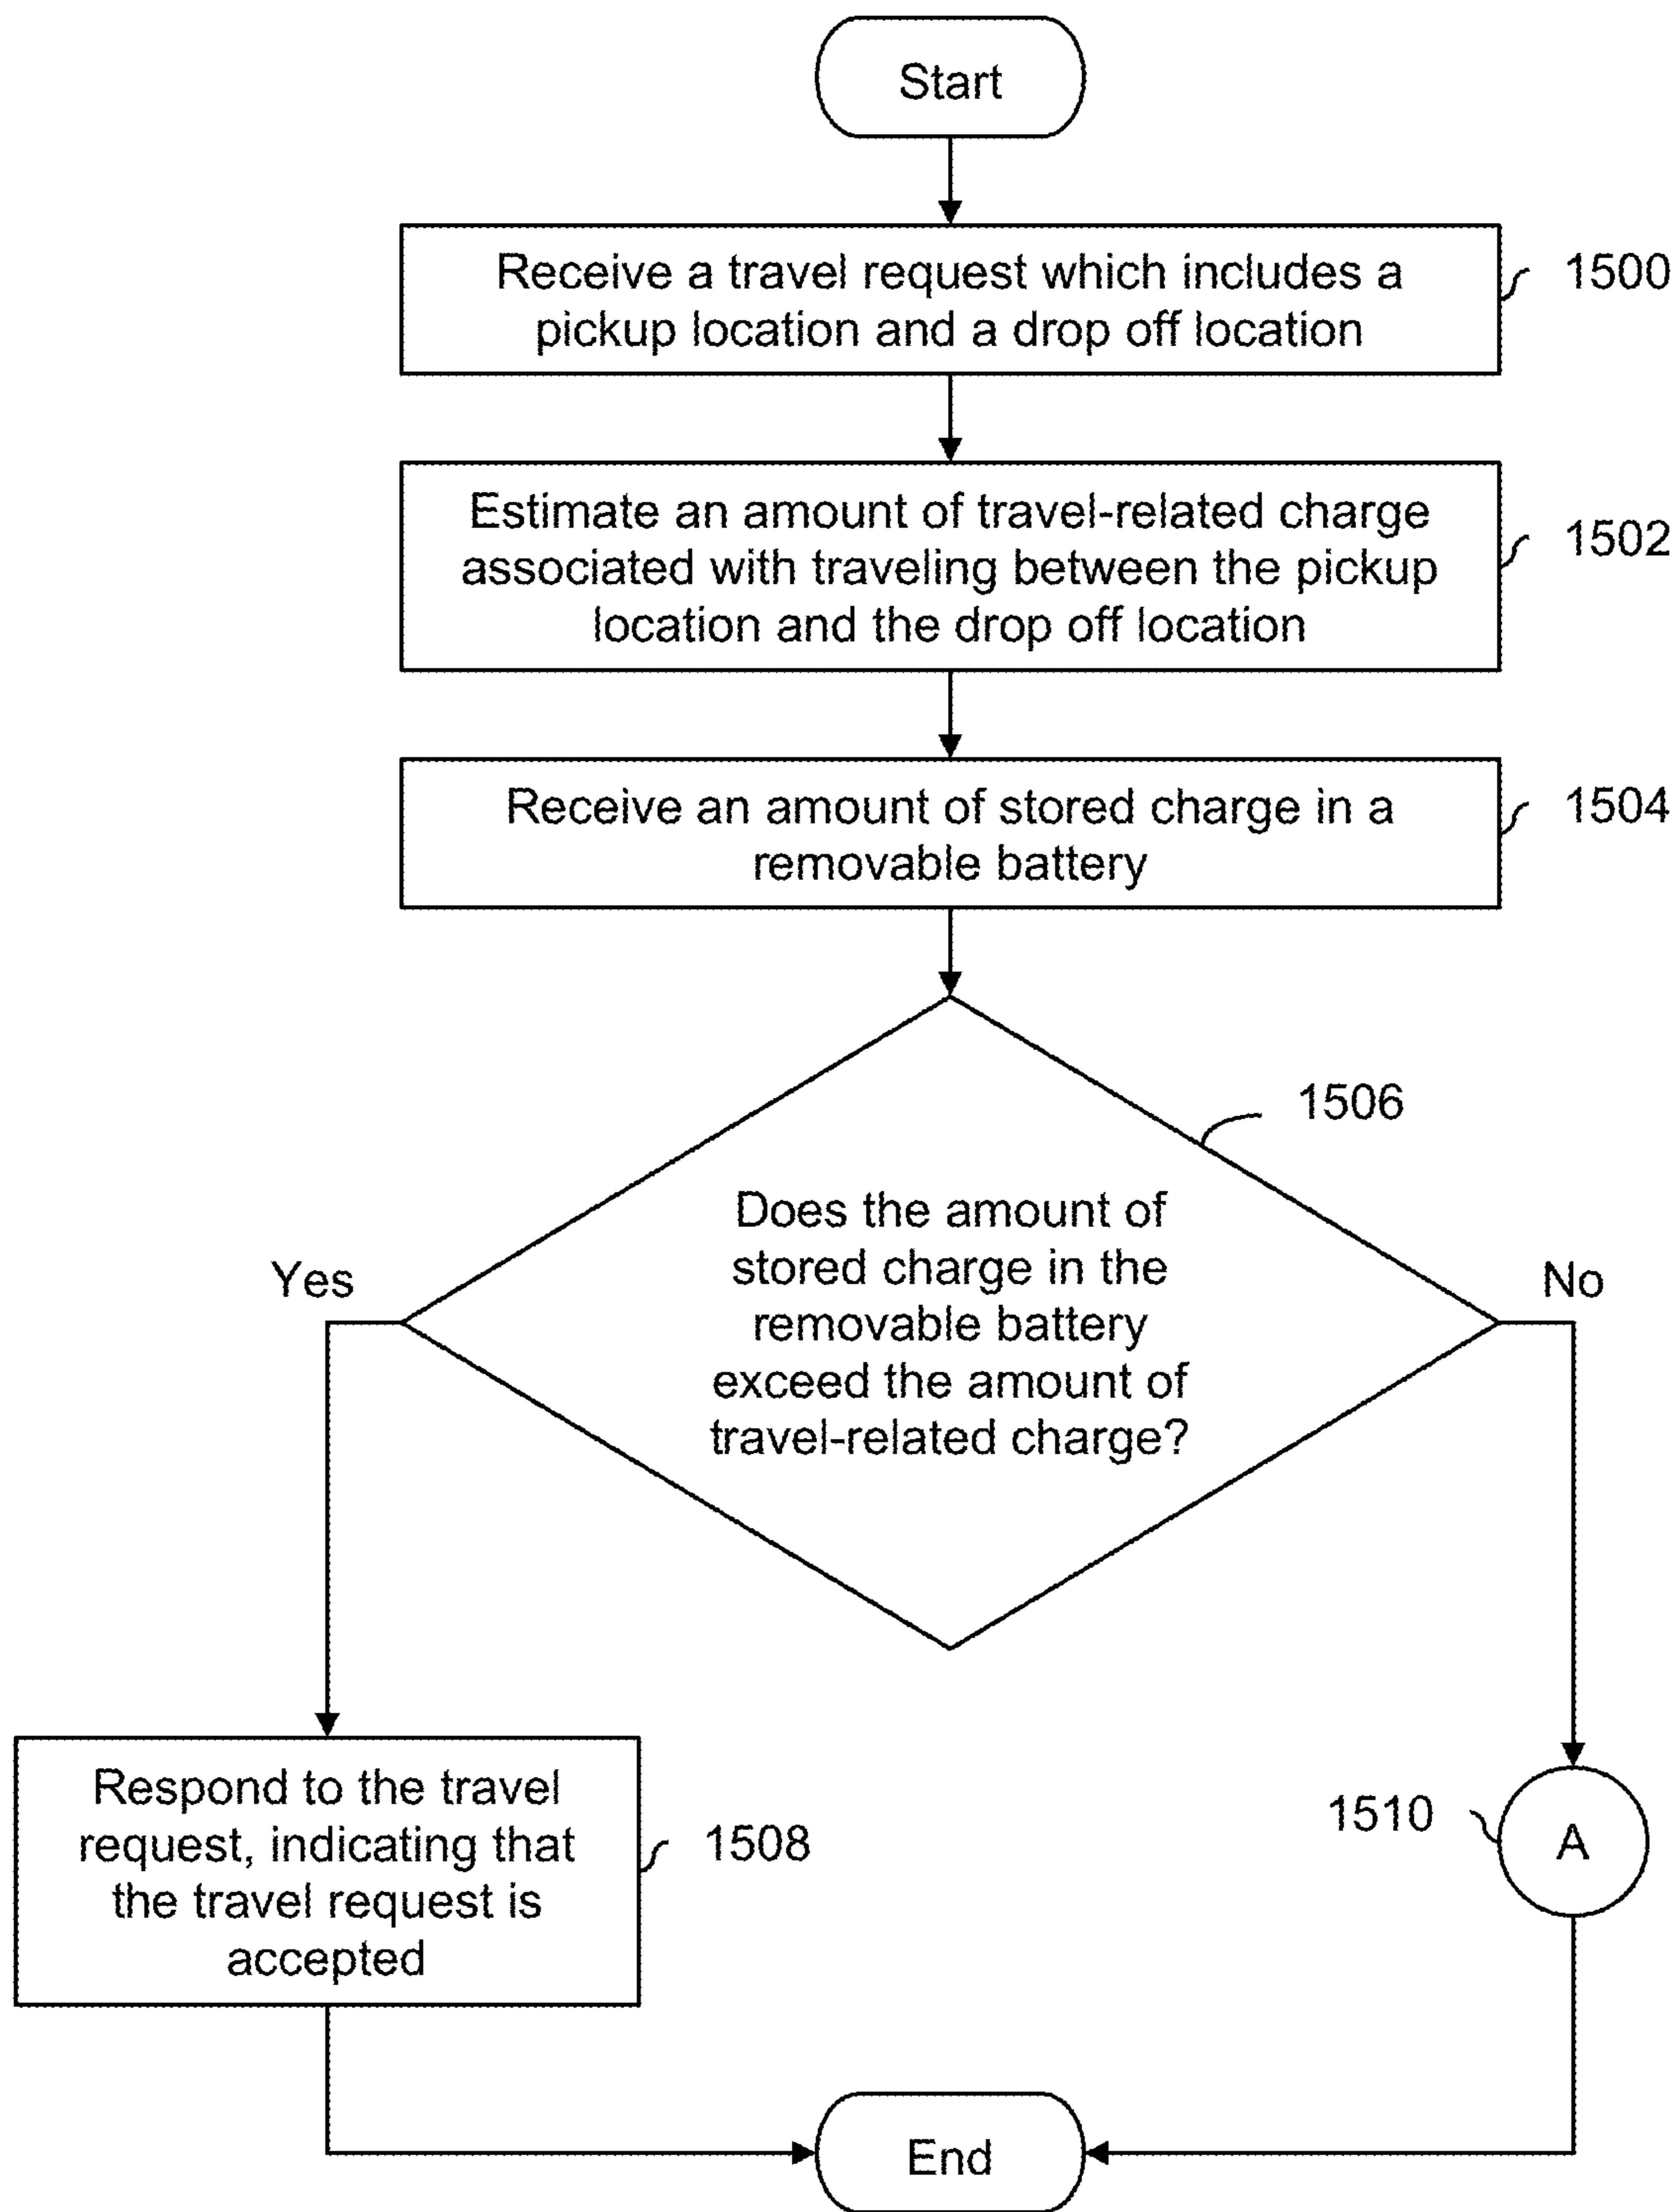 Start
Receive a travel request which includes a
pickup location and a drop off location
1500
Estimate an amount of travel-related charge
associated with traveling between the pickup
location and the drop off location
1502
Receive an amount of stored charge in a
removable battery
1504
1506
Does the amount of
stored charge in the
removable battery
exceed the amount of
travel-related charge?
Yes
No
Respond to the travel
request, indicating that
the travel request is
accepted
1508
1510
A
End